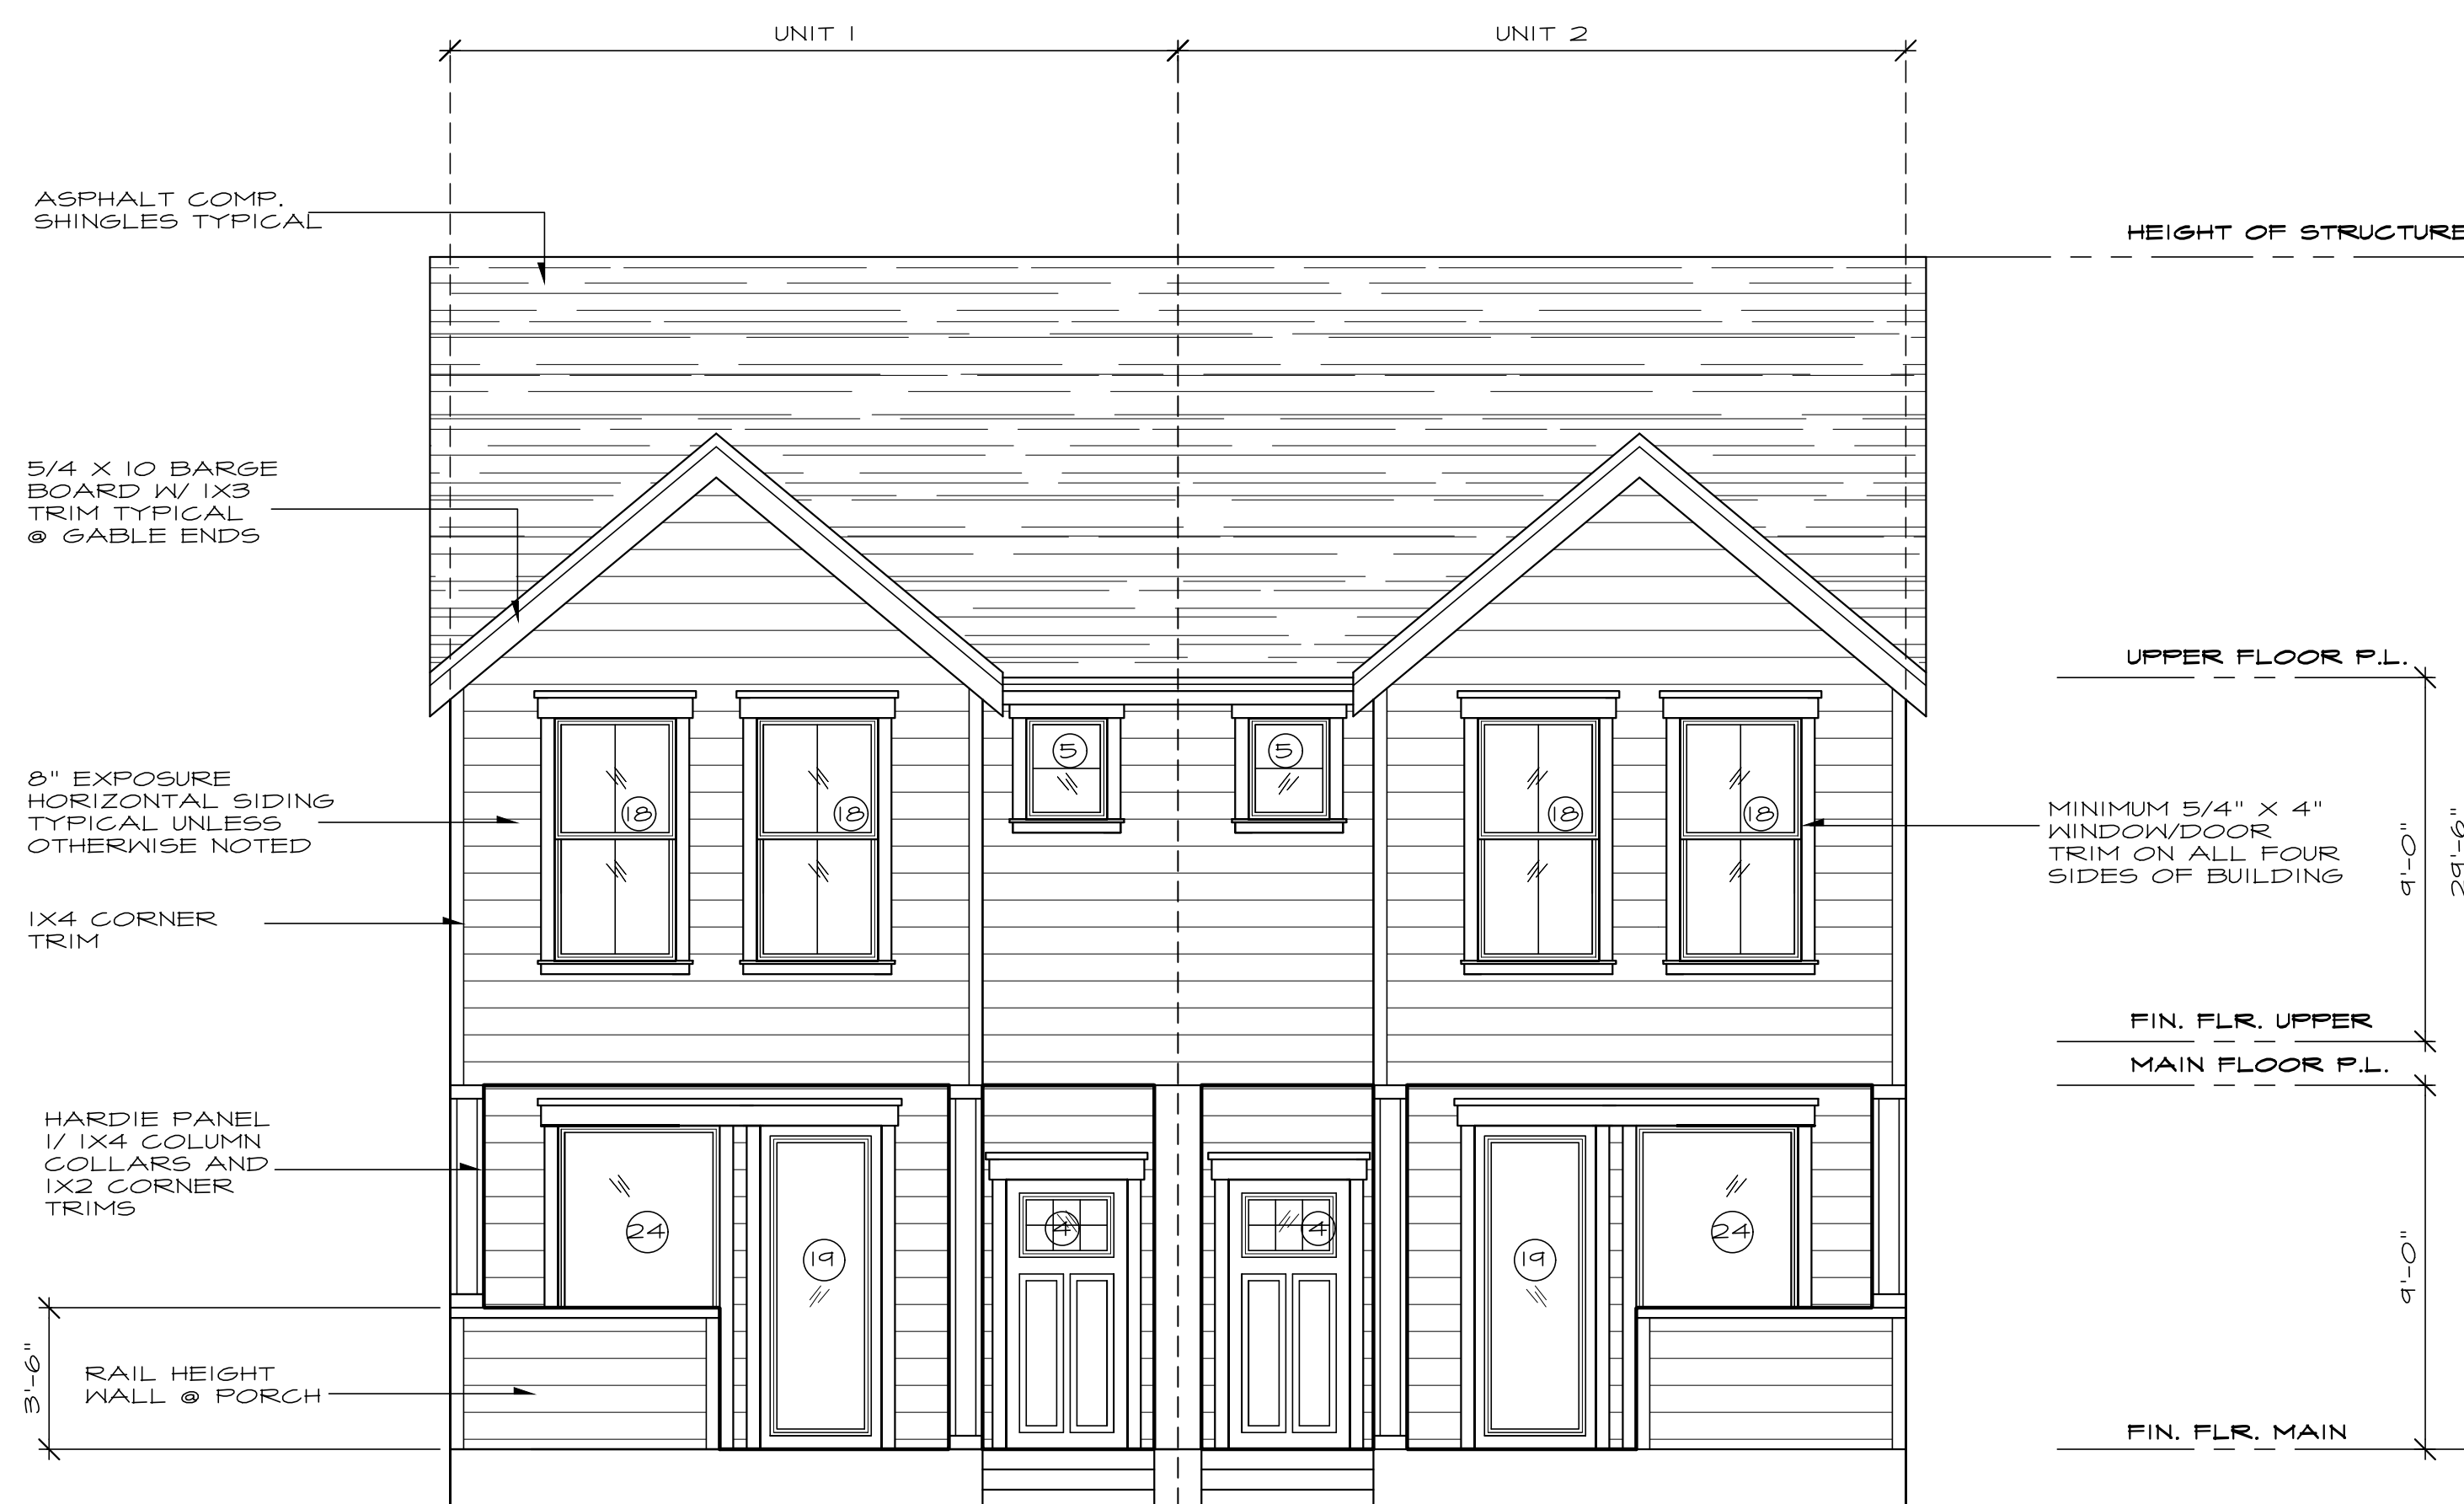 UNIT 1
UNIT 2
ASPHALT COMP.
SHINGLES TYPICAL
HEIGHT OF STRUCTURE
5/4 X 10 BARGE
BOARD W/ 1X3
TRIM TYPICAL
@ GABLE ENDS
UPPER FLOOR P.L.
5
5
8" EXPOSURE
HORIZONTAL SIDING
TYPICAL UNLESS
OTHERWISE NOTED
18
18
18
18
MINIMUM 5/4" X 4"
WINDOW/DOOR
TRIM ON ALL FOUR
SIDES OF BUILDING
9'-0"
29'-6"
1X4 CORNER
TRIM
FIN. FLR. UPPER
MAIN FLOOR P.L.
HARDIE PANEL
1/ 1X4 COLUMN
COLLARS AND
1X2 CORNER
TRIMS
24
19
4
4
19
24
9'-0"
3'-6"
RAIL HEIGHT
WALL @ PORCH
FIN. FLR. MAIN